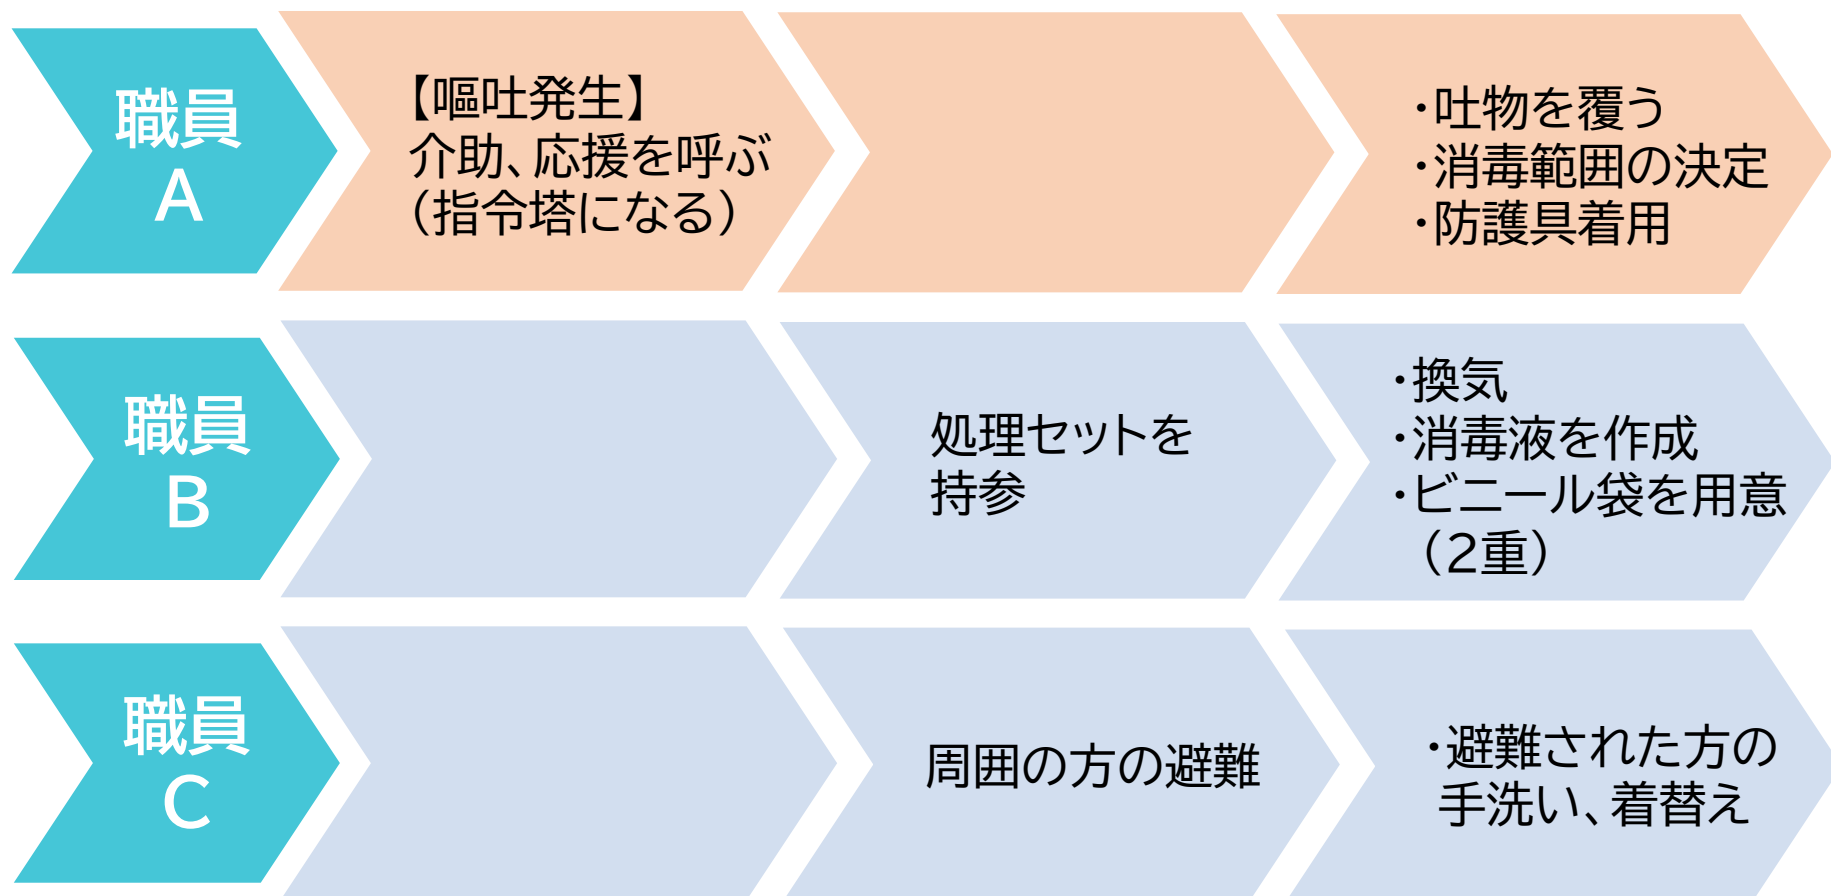 職員
A
【嘔吐発生】
介助、応援を呼ぶ
（指令塔になる）
・吐物を覆う
・消毒範囲の決定
・防護具着用
職員
B
処理セットを
持参
・換気
・消毒液を作成
・ビニール袋を用意
（２重）
職員
C
周囲の方の避難
・避難された方の
手洗い、着替え